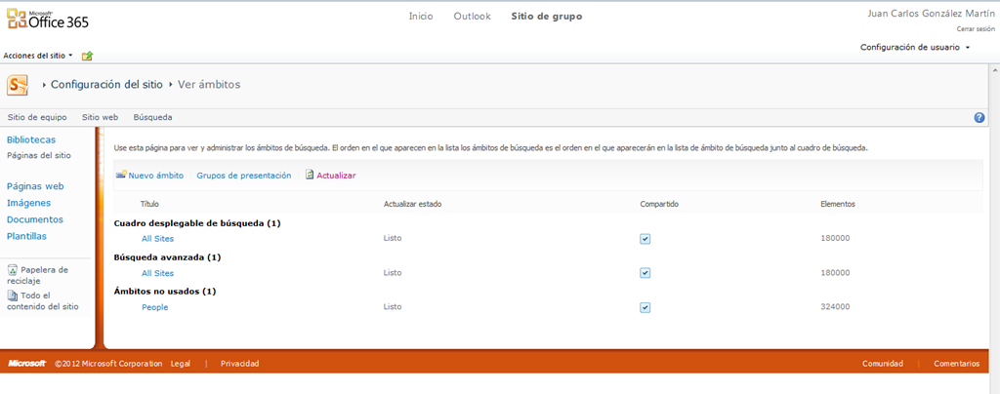 Microsoft
Office 365
Inicio Outlook Sitio de grupo
Juan Carlos González Martín
Cerrar sesión
Acciones del sitio
Configuración de usuario
Configuración del sitio Ver ámbitos
Sitio de equipo Sitio web Búsqueda
Bibliotecas
Páginas del sitio
Páginas web
Imágenes
Documentos
Plantillas
Papelera de
reciclaje
Todo el
contenido del sitio
Use esta página para ver y administrar los ámbitos de búsqueda. El orden en el que aparecen en la lista los ámbitos de búsqueda es el orden en el que aparecerán en la lista de ámbito de búsqueda junto al cuadro de búsqueda.
Nuevo ámbito Grupos de presentación Actualizar
Título Actualizar estado Compartido Elementos
Cuadro desplegable de búsqueda (1)
All Sites Listo 180000
Búsqueda avanzada (1)
All Sites Listo 180000
Ámbitos no usados (1)
People Listo 324000
Microsoft ©2012 Microsoft Corporation Legal | Privacidad Comunidad | Comentarios